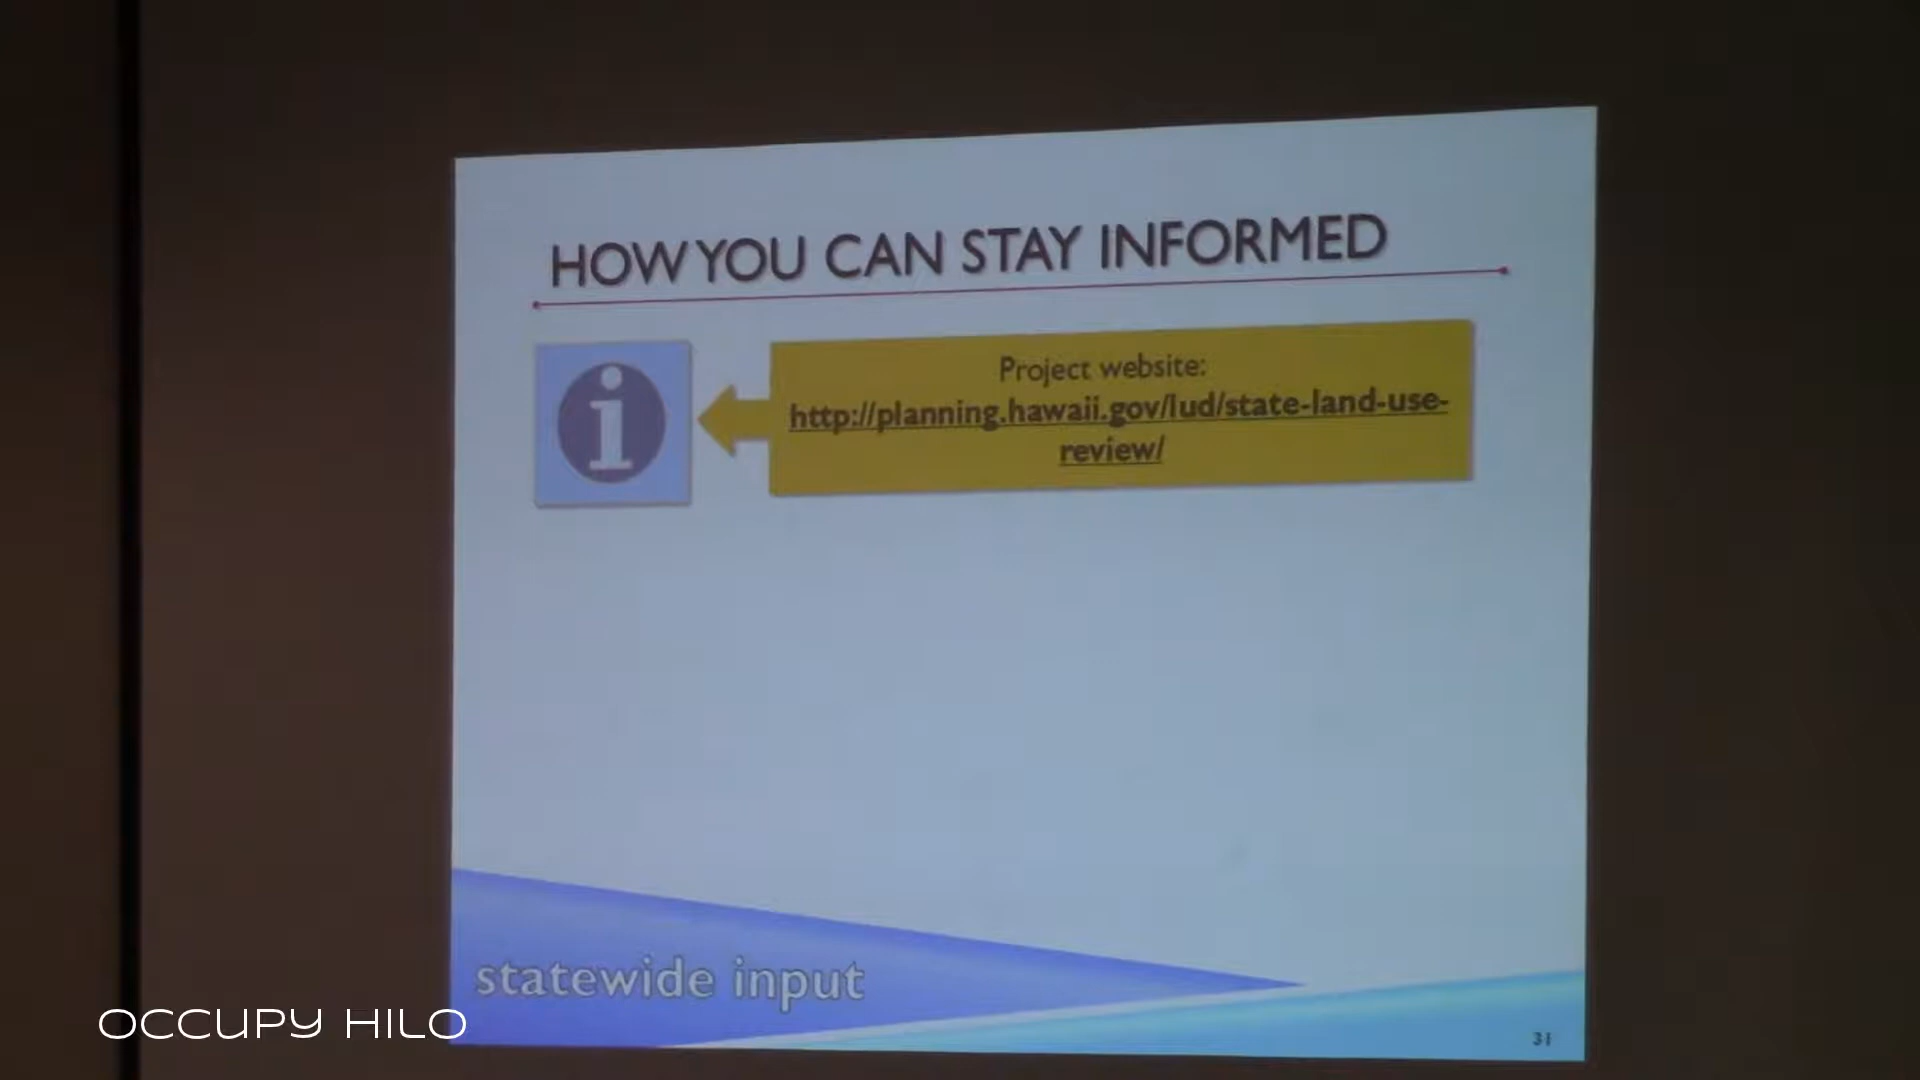 HOW YOU CAN STAY INFORMED
i
Project website:
http://planning.hawaii.gov/lud/state-land-use-
review/
statewide input
OCCUPY HILO
31